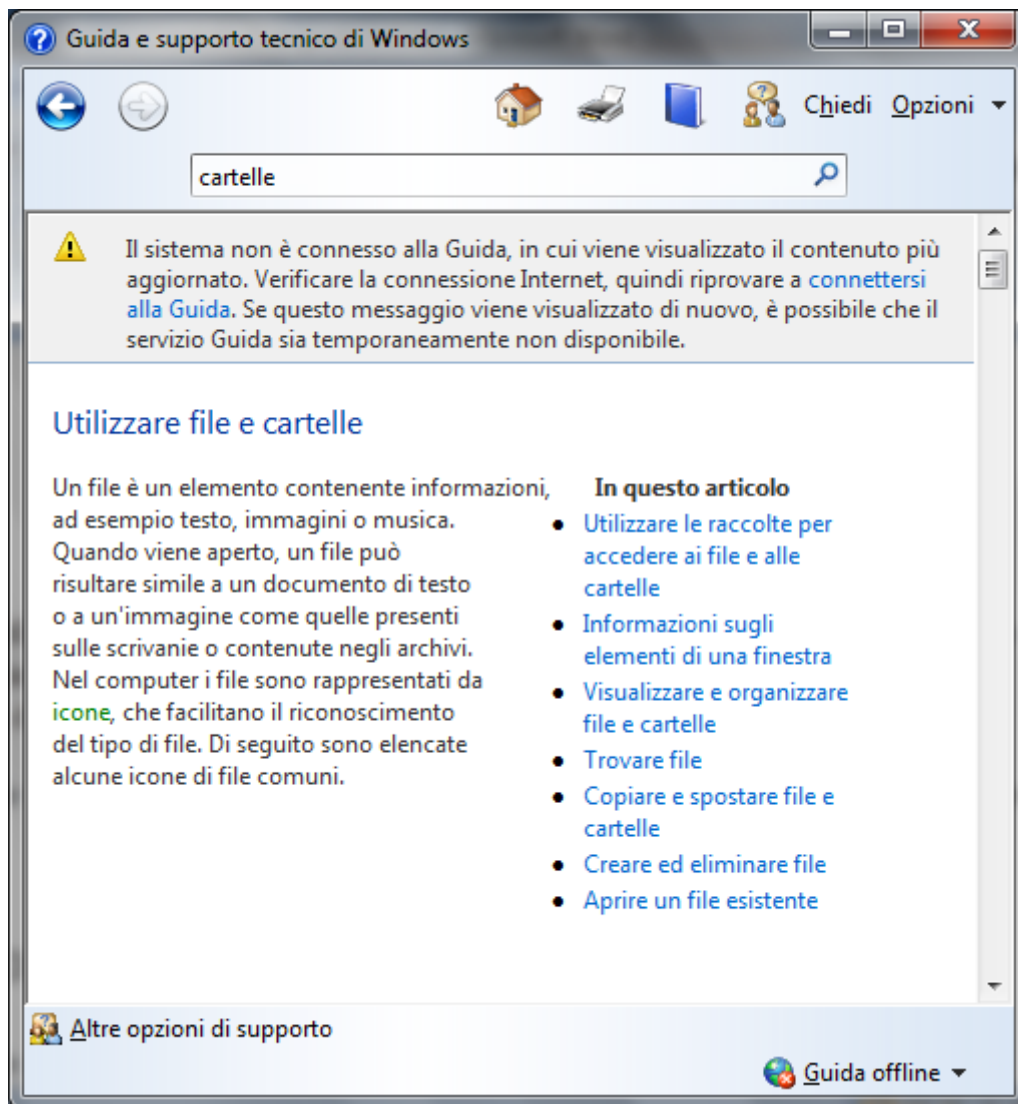 Guida e supporto tecnico di Windows
Chiedi Opzioni
cartelle
Il sistema non è connesso alla Guida, in cui viene visualizzato il contenuto più
aggiornato. Verificare la connessione Internet, quindi riprovare a connettersi
alla Guida. Se questo messaggio viene visualizzato di nuovo, è possibile che il
servizio Guida sia temporaneamente non disponibile.
Utilizzare file e cartelle
Un file è un elemento contenente informazioni,
ad esempio testo, immagini o musica.
Quando viene aperto, un file può
risultare simile a un documento di testo
o a un'immagine come quelle presenti
sulle scrivanie o contenute negli archivi.
Nel computer i file sono rappresentati da
icone, che facilitano il riconoscimento
del tipo di file. Di seguito sono elencate
alcune icone di file comuni.
In questo articolo
• Utilizzare le raccolte per
accedere ai file e alle
cartelle
• Informazioni sugli
elementi di una finestra
• Visualizzare e organizzare
file e cartelle
• Trovare file
• Copiare e spostare file e
cartelle
• Creare ed eliminare file
• Aprire un file esistente
Altre opzioni di supporto
Guida offline